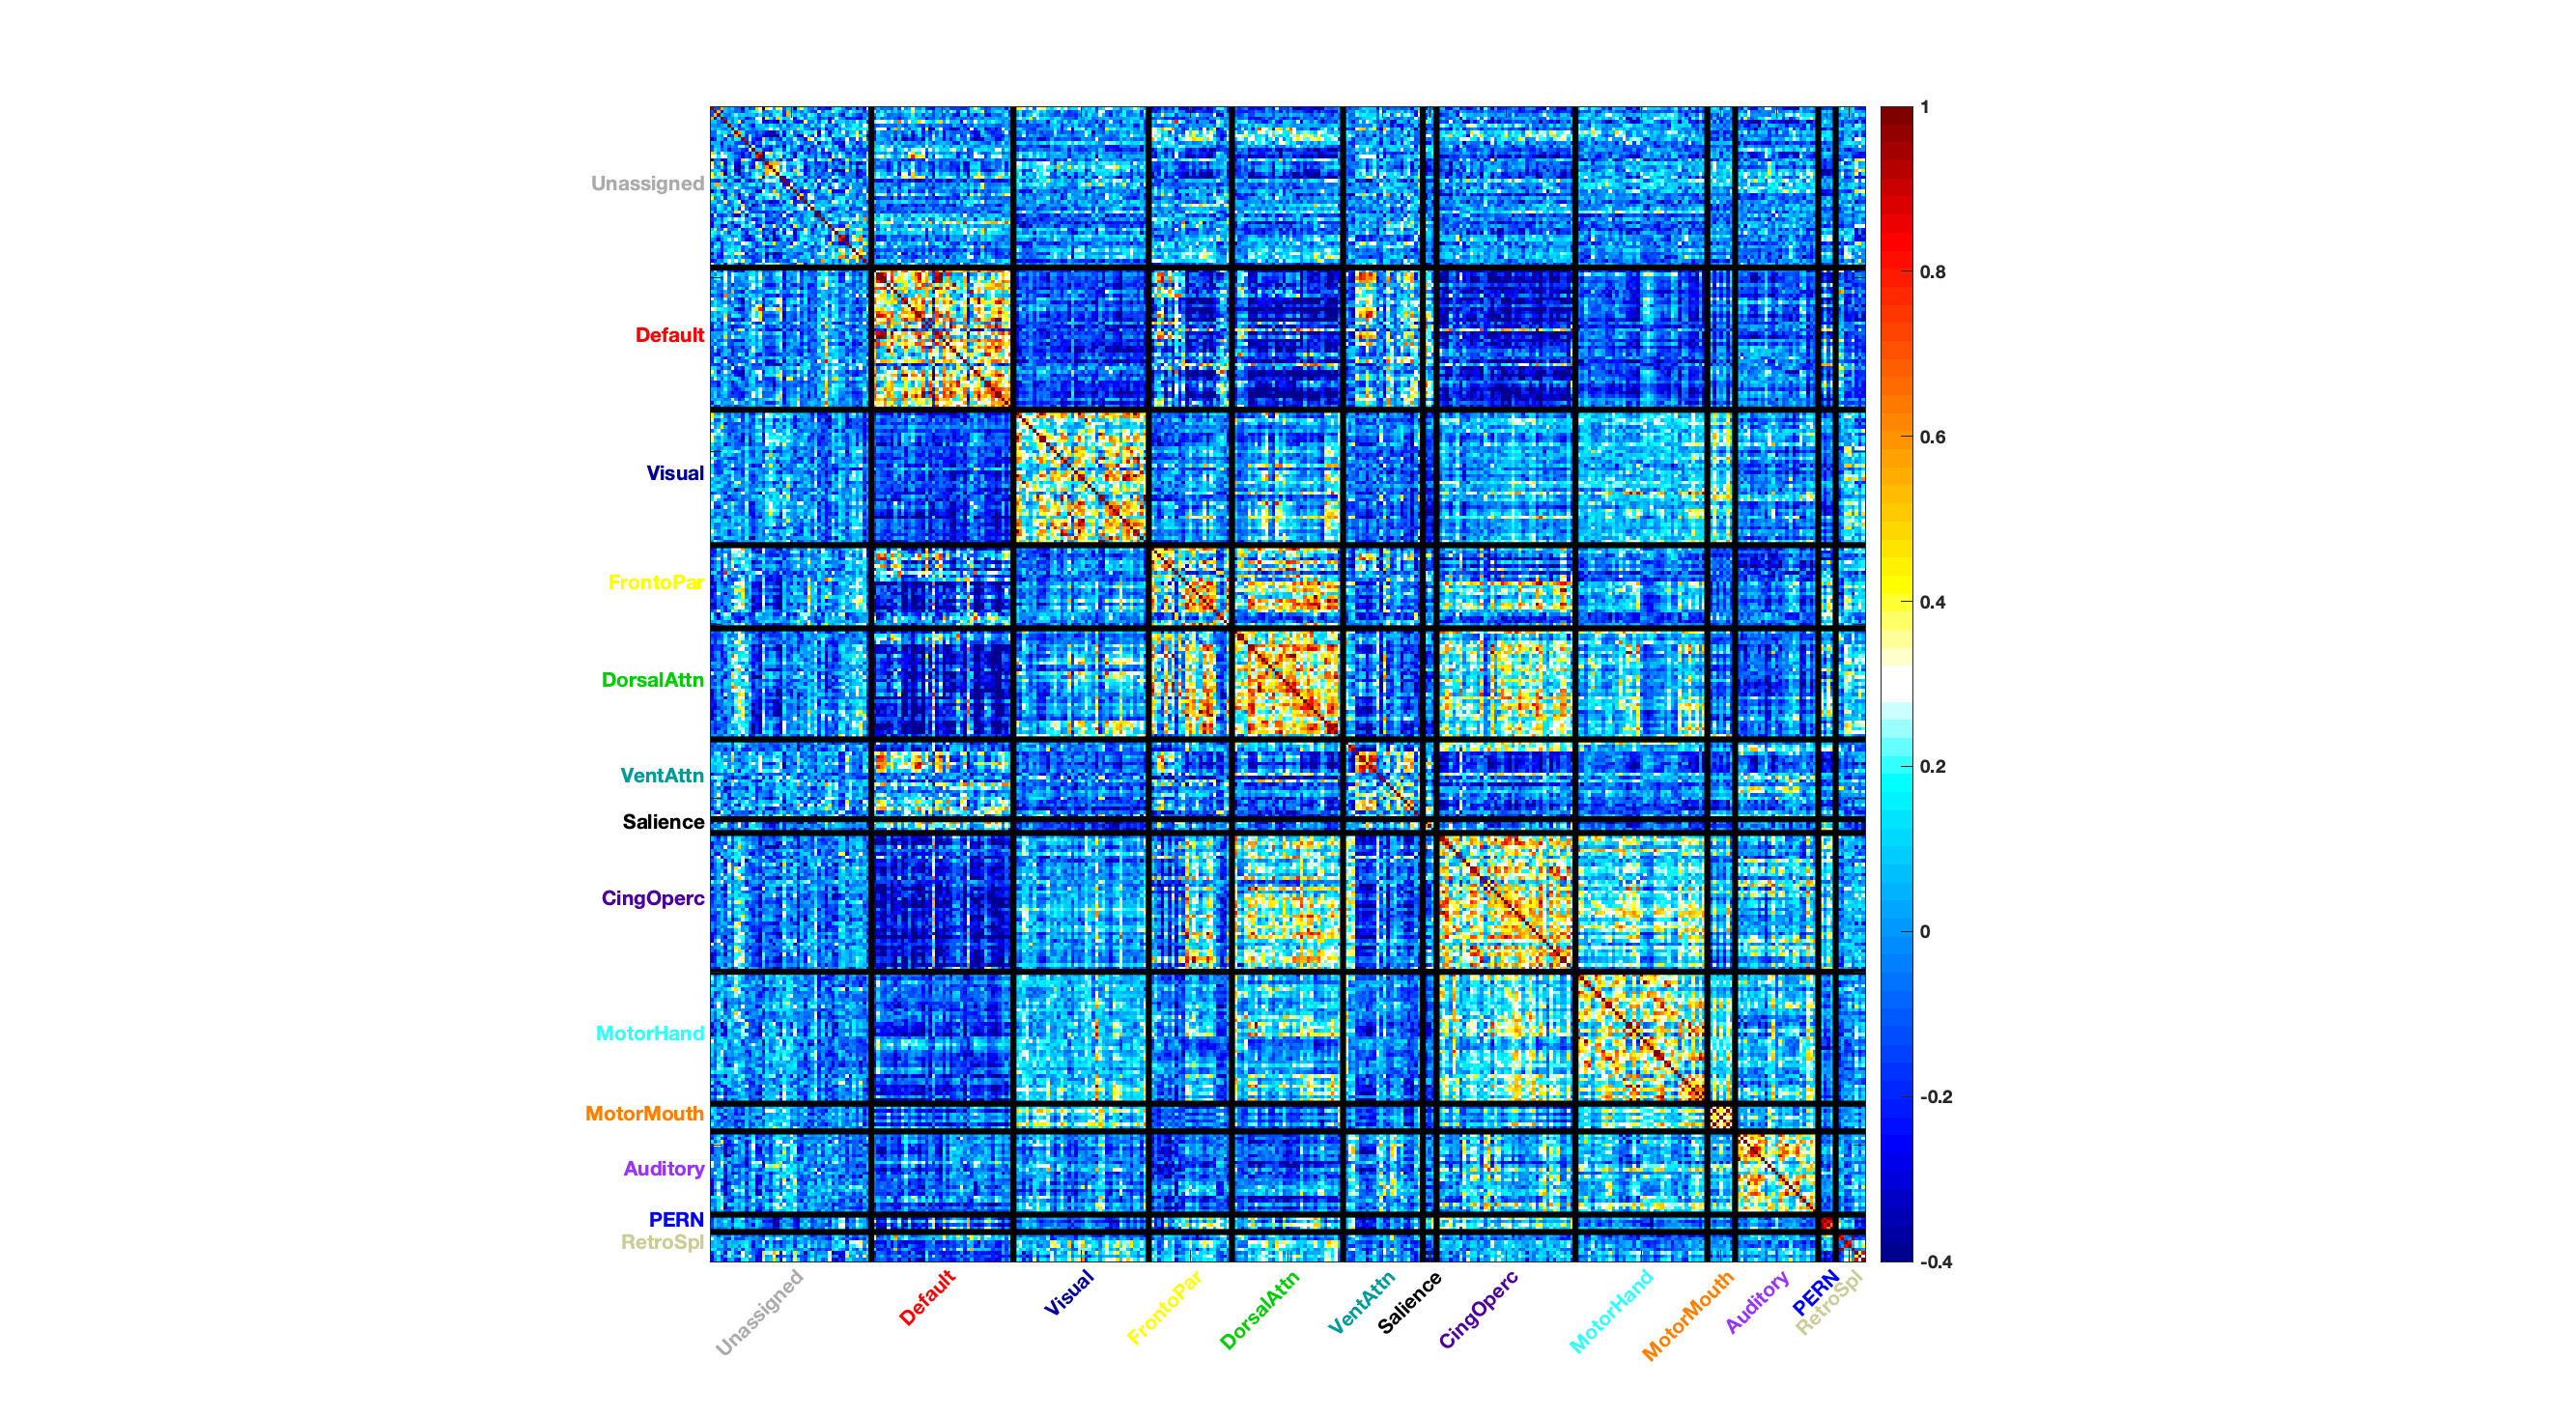 Unassigned
Default
Visual
FrontoPar
DorsalAttn
VentAttn
Salience
CingOperc
MotorHand
MotorMouth
Auditory
PERN
RetroSpl
Unassigned
Default
Visual
FrontoPar
DorsalAttn
VentAttn
Salience
CingOperc
MotorHand
MotorMouth
Auditory
PERN
RetroSpl
1
0.8
0.6
0.4
0.2
0
-0.2
-0.4